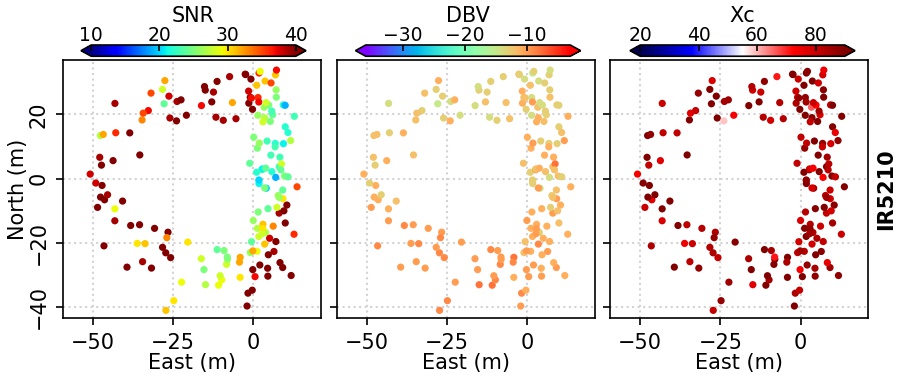 SNR DBV Xc
10 20 30 40 −30 −20 −10 20 40 60 80
20
0
−20
−40
North (m)
−50 −25 0 −50 −25 0 −50 −25 0
East (m) East (m) East (m)
IR5210